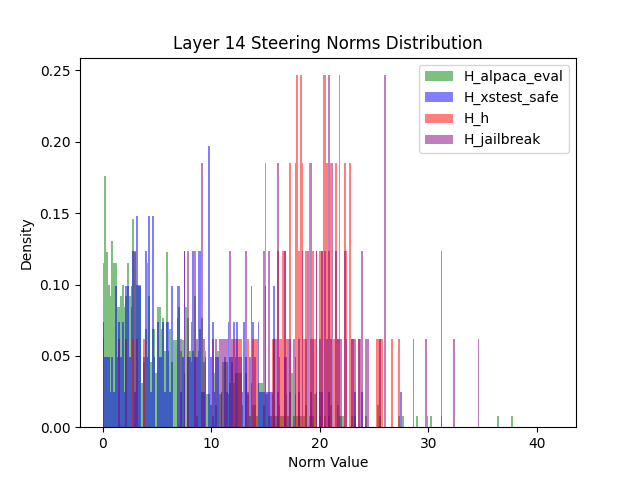 Layer 14 Steering Norms Distribution
H_alpaca_eval
H_xstest_safe
H_h
H_jailbreak
0.25
0.20
0.15
0.10
0.05
0.00
Density
0 10 20 30 40
Norm Value